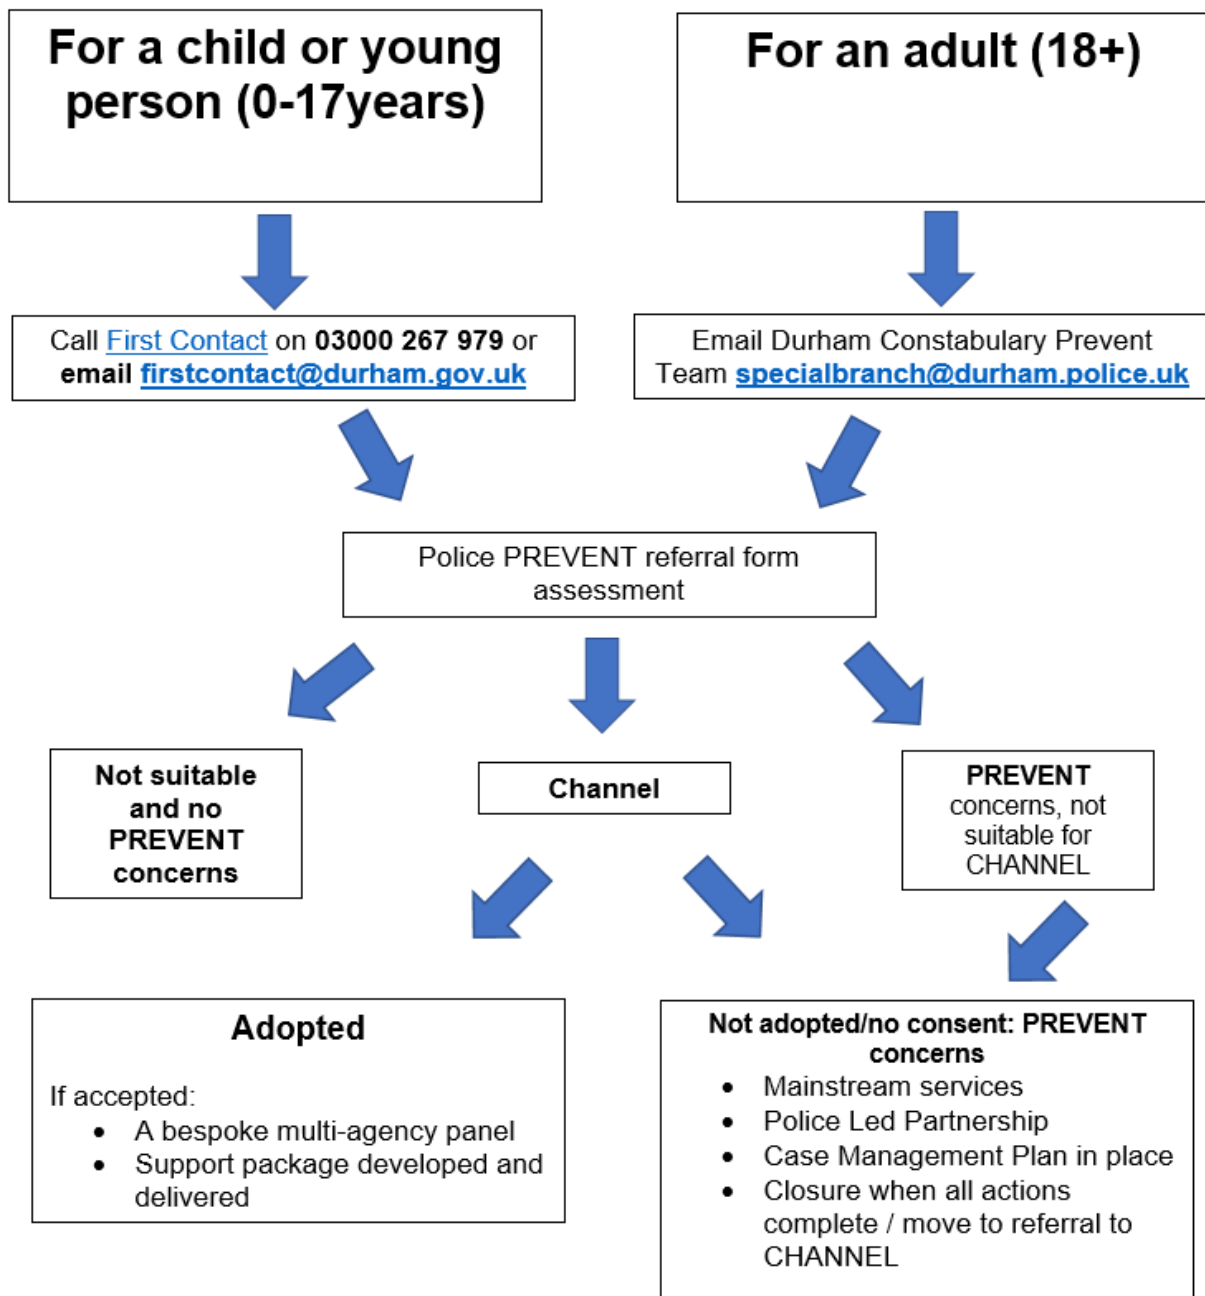 For a child or young
person (0-17years)
For an adult (18+)
Call First Contact on 03000 267 979 or
email firstcontact@durham.gov.uk
Email Durham Constabulary Prevent
Team specialbranch@durham.police.uk
Police PREVENT referral form
assessment
Not suitable
and no
PREVENT
concerns
Channel
PREVENT
concerns, not
suitable for
CHANNEL
Adopted
If accepted:
• A bespoke multi-agency panel
• Support package developed and
delivered
Not adopted/no consent: PREVENT
concerns
• Mainstream services
• Police Led Partnership
• Case Management Plan in place
• Closure when all actions
complete / move to referral to
CHANNEL